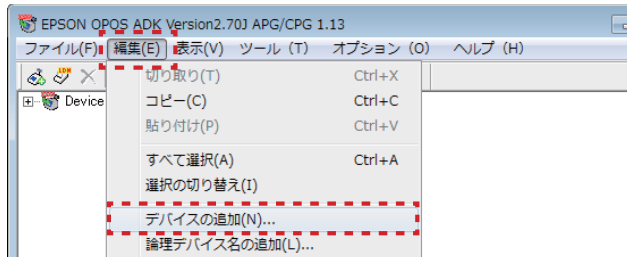 EPSON OPOS ADK Version2.70J APG/CPG 1.13
ファイル(F) 編集(E) 表示(V) ツール (T) オプション (O) ヘルプ (H)
切り取り(T) Ctrl+X
Device
コピー(C) Ctrl+C
貼り付け(P) Ctrl+V
すべて選択(A) Ctrl+A
選択の切り替え(I)
デバイスの追加(N)...
論理デバイス名の追加(L)...